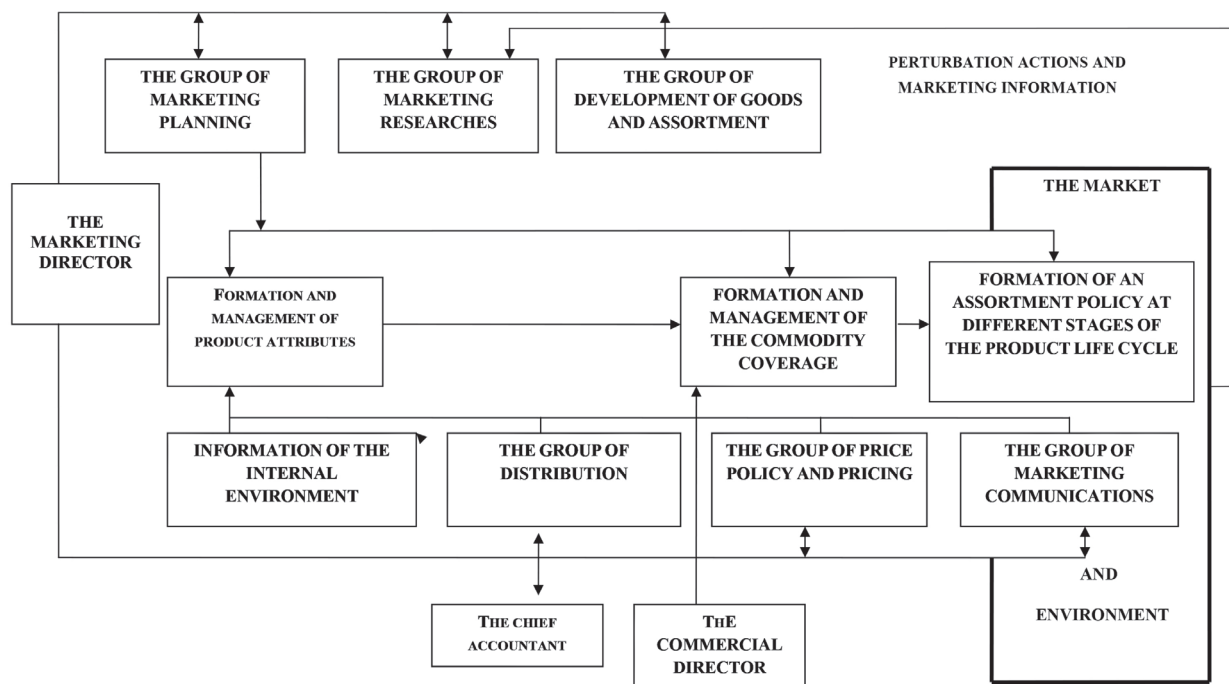 THE GROUP OF
MARKETING
PLANNING
THE GROUP OF
MARKETING
RESEARCHES
THE GROUP OF
DEVELOPMENT OF GOODS
AND ASSORTMENT
PERTURBATION ACTIONS AND
MARKETING INFORMATION
THE
MARKETING
DIRECTOR
THE MARKET
FORMATION AND
MANAGEMENT OF
PRODUCT ATTRIBUTES
FORMATION AND
MANAGEMENT OF
THE COMMODITY
COVERAGE
FORMATION OF AN
ASSORTMENT POLICY AT
DIFFERENT STAGES OF
THE PRODUCT LIFE CYCLE
INFORMATION OF THE
INTERNAL
ENVIRONMENT
THE GROUP OF
DISTRIBUTION
THE GROUP OF PRICE
POLICY AND PRICING
THE GROUP OF
MARKETING
COMMUNICATIONS
AND
ENVIRONMENT
THE CHIEF
ACCOUNTANT
ThE
COMMERCIAL
DIRECTOR